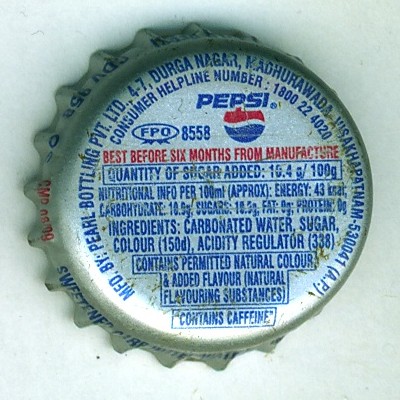 MFD. BY: PEARL BOTTLING PVT. LTD. 4-7, DURGA NAGAR, MADHURAWADA, VISAKHAPATNAM-530041 (A.P.)
CONSUMER HELPLINE NUMBER : 1800 22 4020
PEPSI
FPO 8558
BEST BEFORE SIX MONTHS FROM MANUFACTURE
QUANTITY OF SUGAR ADDED: 10.4 g/ 100g
NUTRITIONAL INFO PER 100ml (APPROX): ENERGY: 43 kcal,
CARBOHYDRATE: 10.9g, SUGARS: 10.9g, FAT: 0g; PROTEIN: 0g
INGREDIENTS: CARBONATED WATER, SUGAR,
COLOUR (150d), ACIDITY REGULATOR (338)
CONTAINS PERMITTED NATURAL COLOUR
& ADDED FLAVOUR (NATURAL
FLAVOURING SUBSTANCES)
"CONTAINS CAFFEINE"